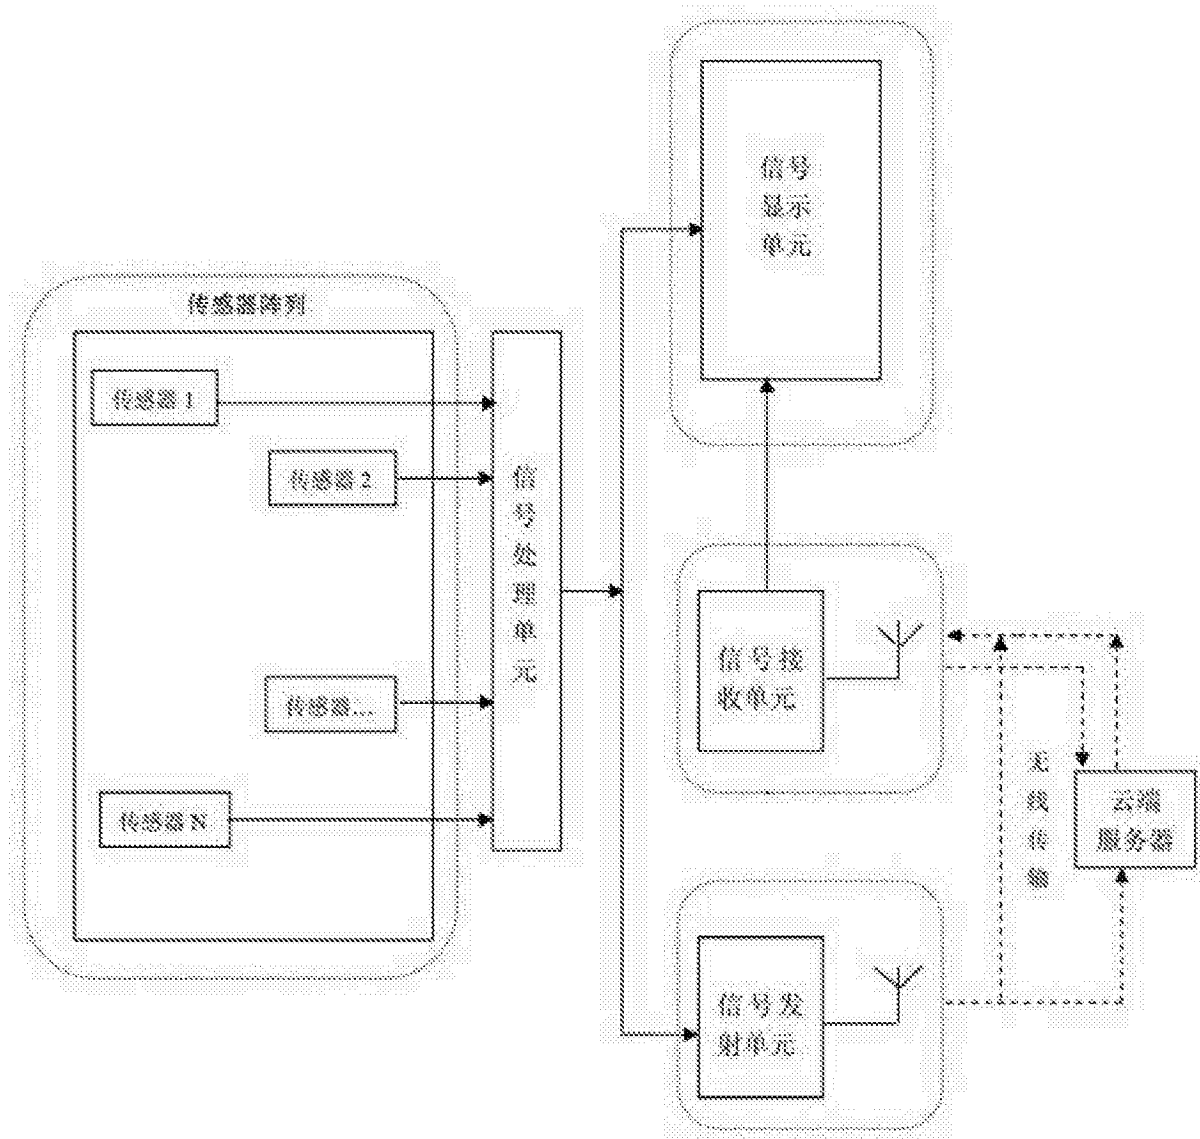 传感器阵列
传感器 1
传感器 2
传感器...
传感器 N
信
号
处
理
单
元
信号
显示
单元
信号接
收单元
信号发
射单元
无
线
传
输
云端
服务器